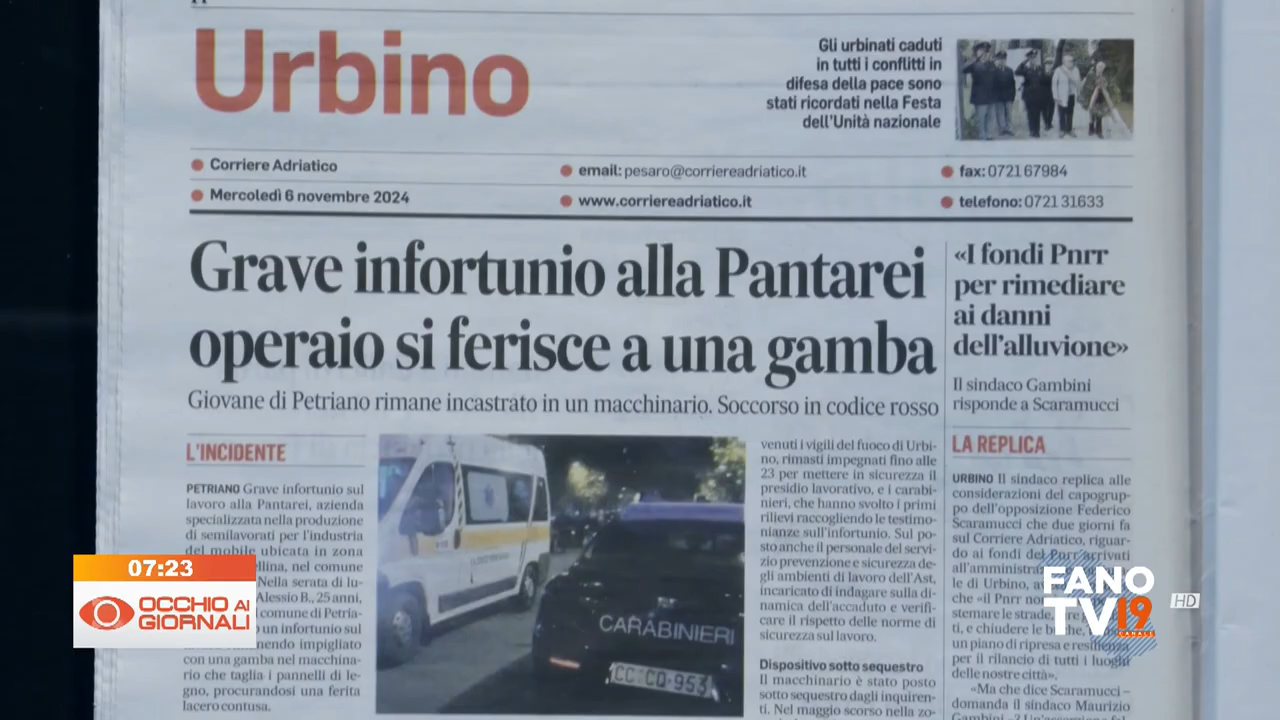 Urbino
Gli urbinati caduti
in tutti i conflitti in
difesa della pace sono
stati ricordati nella Festa
dell'Unità nazionale
Corriere Adriatico
email: pesaro@corriereadriatico.it
fax: 0721 67984
Mercoledì 6 novembre 2024
www.corriereadriatico.it
telefono: 0721 31633
Grave infortunio alla Pantarei
operaio si ferisce a una gamba
Giovane di Petriano rimane incastrato in un macchinario. Soccorso in codice rosso
L'INCIDENTE
PETRIANO Grave infortunio sul
lavoro alla Pantarei, azienda
specializzata nella produzione
di semilavorati per l'industria
del mobile ubicata in zona
nel comune
Nella serata di lu-
Alessio B., 25 anni,
comune di Petria-
un infortunio sul
impigliato
con una gamba nel macchina-
rio che taglia i pannelli di le-
gno, procurandosi una ferita
lacero contusa.
CARABINIERI
CC CQ 953
venuti i vigili del fuoco di Urbi-
no, rimasti impegnati fino alle
23 per mettere in sicurezza il
presidio lavorativo, e i carabi-
nieri, che hanno svolto i primi
rilievi raccogliendo le testimo-
nianze sull'infortunio. Sul po-
sto anche il personale del servi-
zio prevenzione e sicurezza de-
gli ambienti di lavoro dell'Ast,
incaricato di indagare sulla di-
namica dell'accaduto e verifi-
care il rispetto delle norme di
sicurezza sul lavoro.
Dispositivo sotto sequestro
Il macchinario è stato posto
sotto sequestro dagli inquiren-
ti. Nel maggio scorso nella zo-
«I fondi Pnrr
per rimediare
ai danni
dell'alluvione»
Il sindaco Gambini
risponde a Scaramucci
LA REPLICA
URBINO Il sindaco replica alle
considerazioni del capogrup-
po dell'opposizione Federico
Scaramucci che due giorni fa
sul Corriere Adriatico, riguar-
do ai fondi del Pnrr arrivati
all'amministra
le di Urbino,
che «il Pnrr
stemare le strade,
ti, e chiudere le
un piano di ripresa e resilienza
per il rilancio di tutti i luoghi
delle nostre città».
«Ma che dice Scaramucci –
domanda il sindaco Maurizio
07:23
OCCHIO AI
GIORNALI
FANO
TV19
CANALE
HD